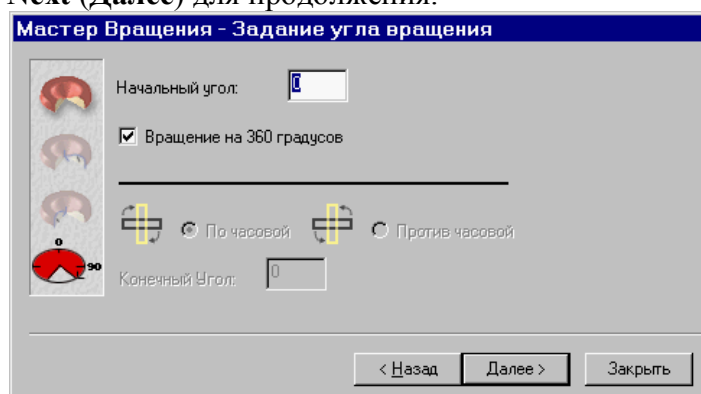 Next (Далее) для продолжения.
Мастер Вращения - Задание угла вращения
Начальный угол: 0
Вращение на 360 градусов
По часовой Против часовой
0
90
Конечный Угол: 0
< Назад Далее > Закрыть